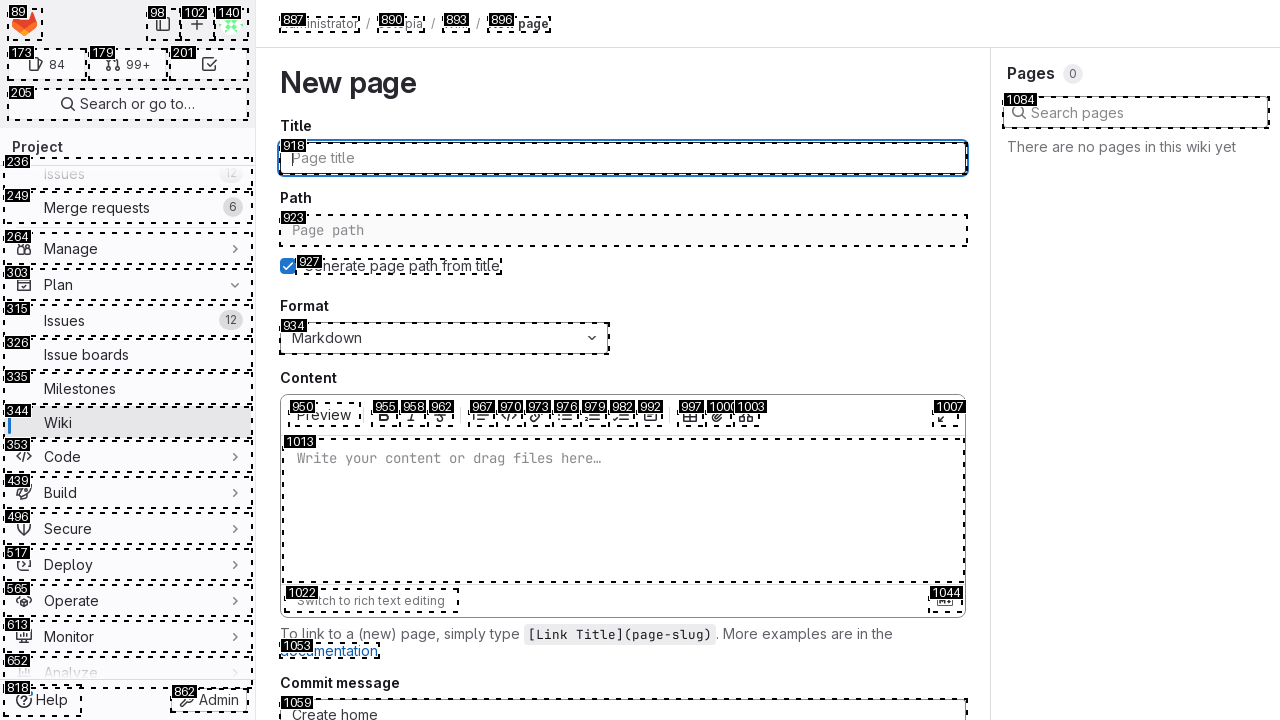 89
98
102
140
887
890
893
896
/
/
/
page
173
84
179
99+
201
205
Search or go to…
New page
Pages 0
1084
Search pages
There are no pages in this wiki yet
Project
236
Issues
12
249
Merge requests
6
264
Manage
303
Plan
315
Issues
12
326
Issue boards
335
Milestones
344
Wiki
353
Code
439
Build
496
Secure
517
Deploy
565
Operate
613
Monitor
652
Analyze
818
Help
862
Admin
Title
918
Page title
Path
923
Page path
927
Generate page path from title
Format
934
Markdown
Content
950
Preview
955
958
962
967
970
973
976
979
982
992
997
1003
1007
1013
Write your content or drag files here…
1022
Switch to rich text editing
1044
To link to a (new) page, simply type [Link Title](page-slug). More examples are in the
1053
documentation
Commit message
1059
Create home